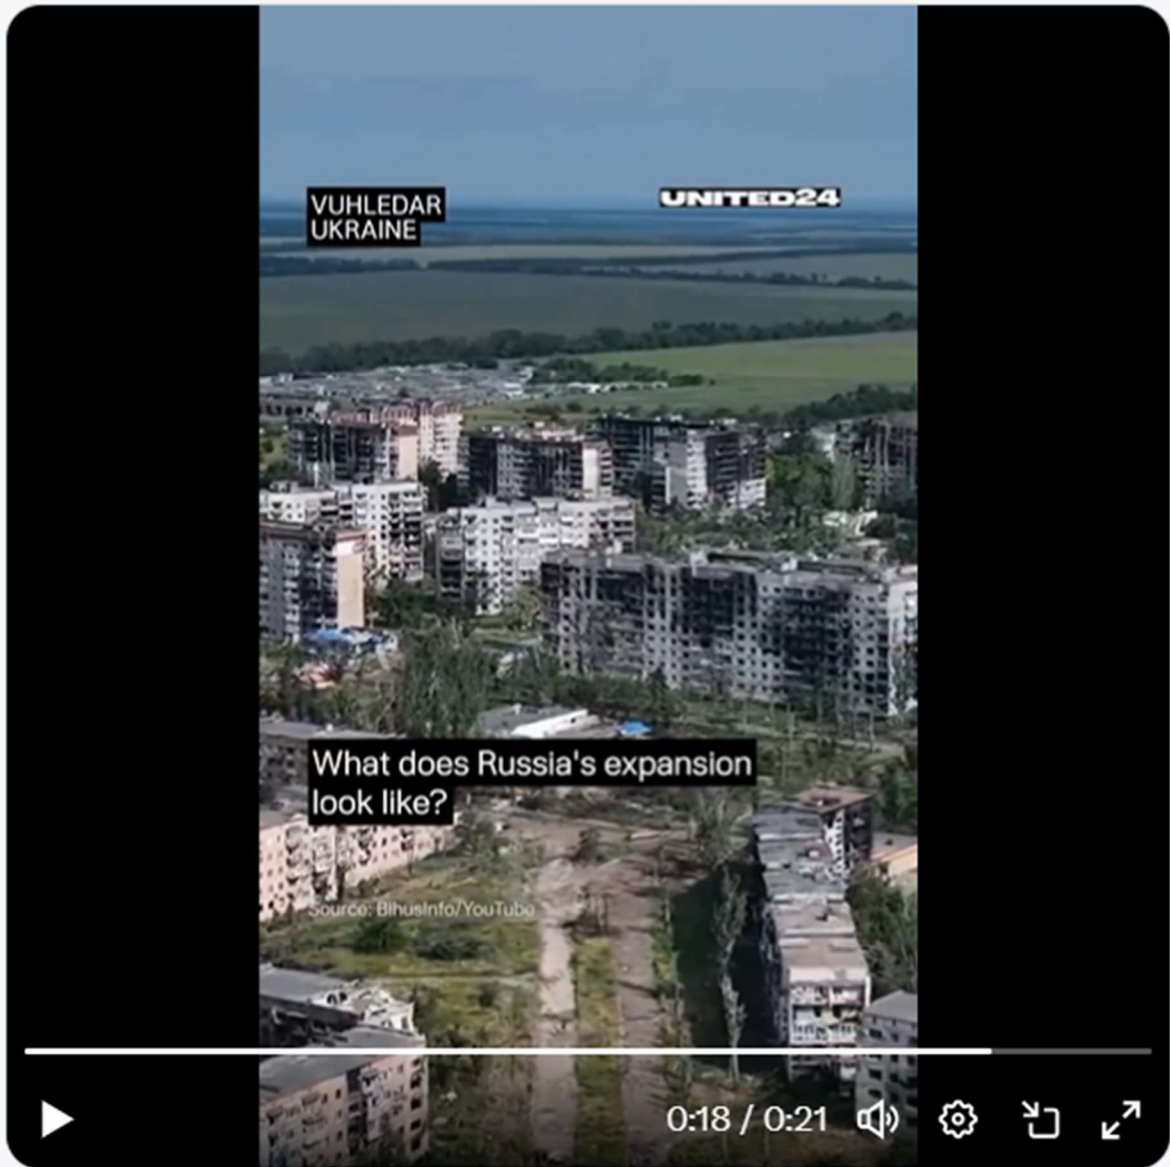 VUHLEDAR
UKRAINE
UNITED24
What does Russia's expansion
look like?
Source: BihusInfo/YouTube
0:18 / 0:21